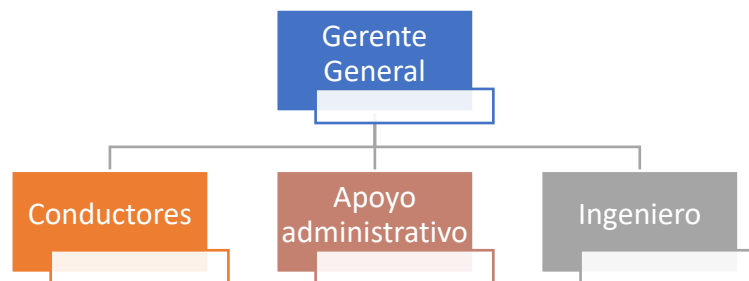 Gerente
General
Conductores
Apoyo
administrativo
Ingeniero